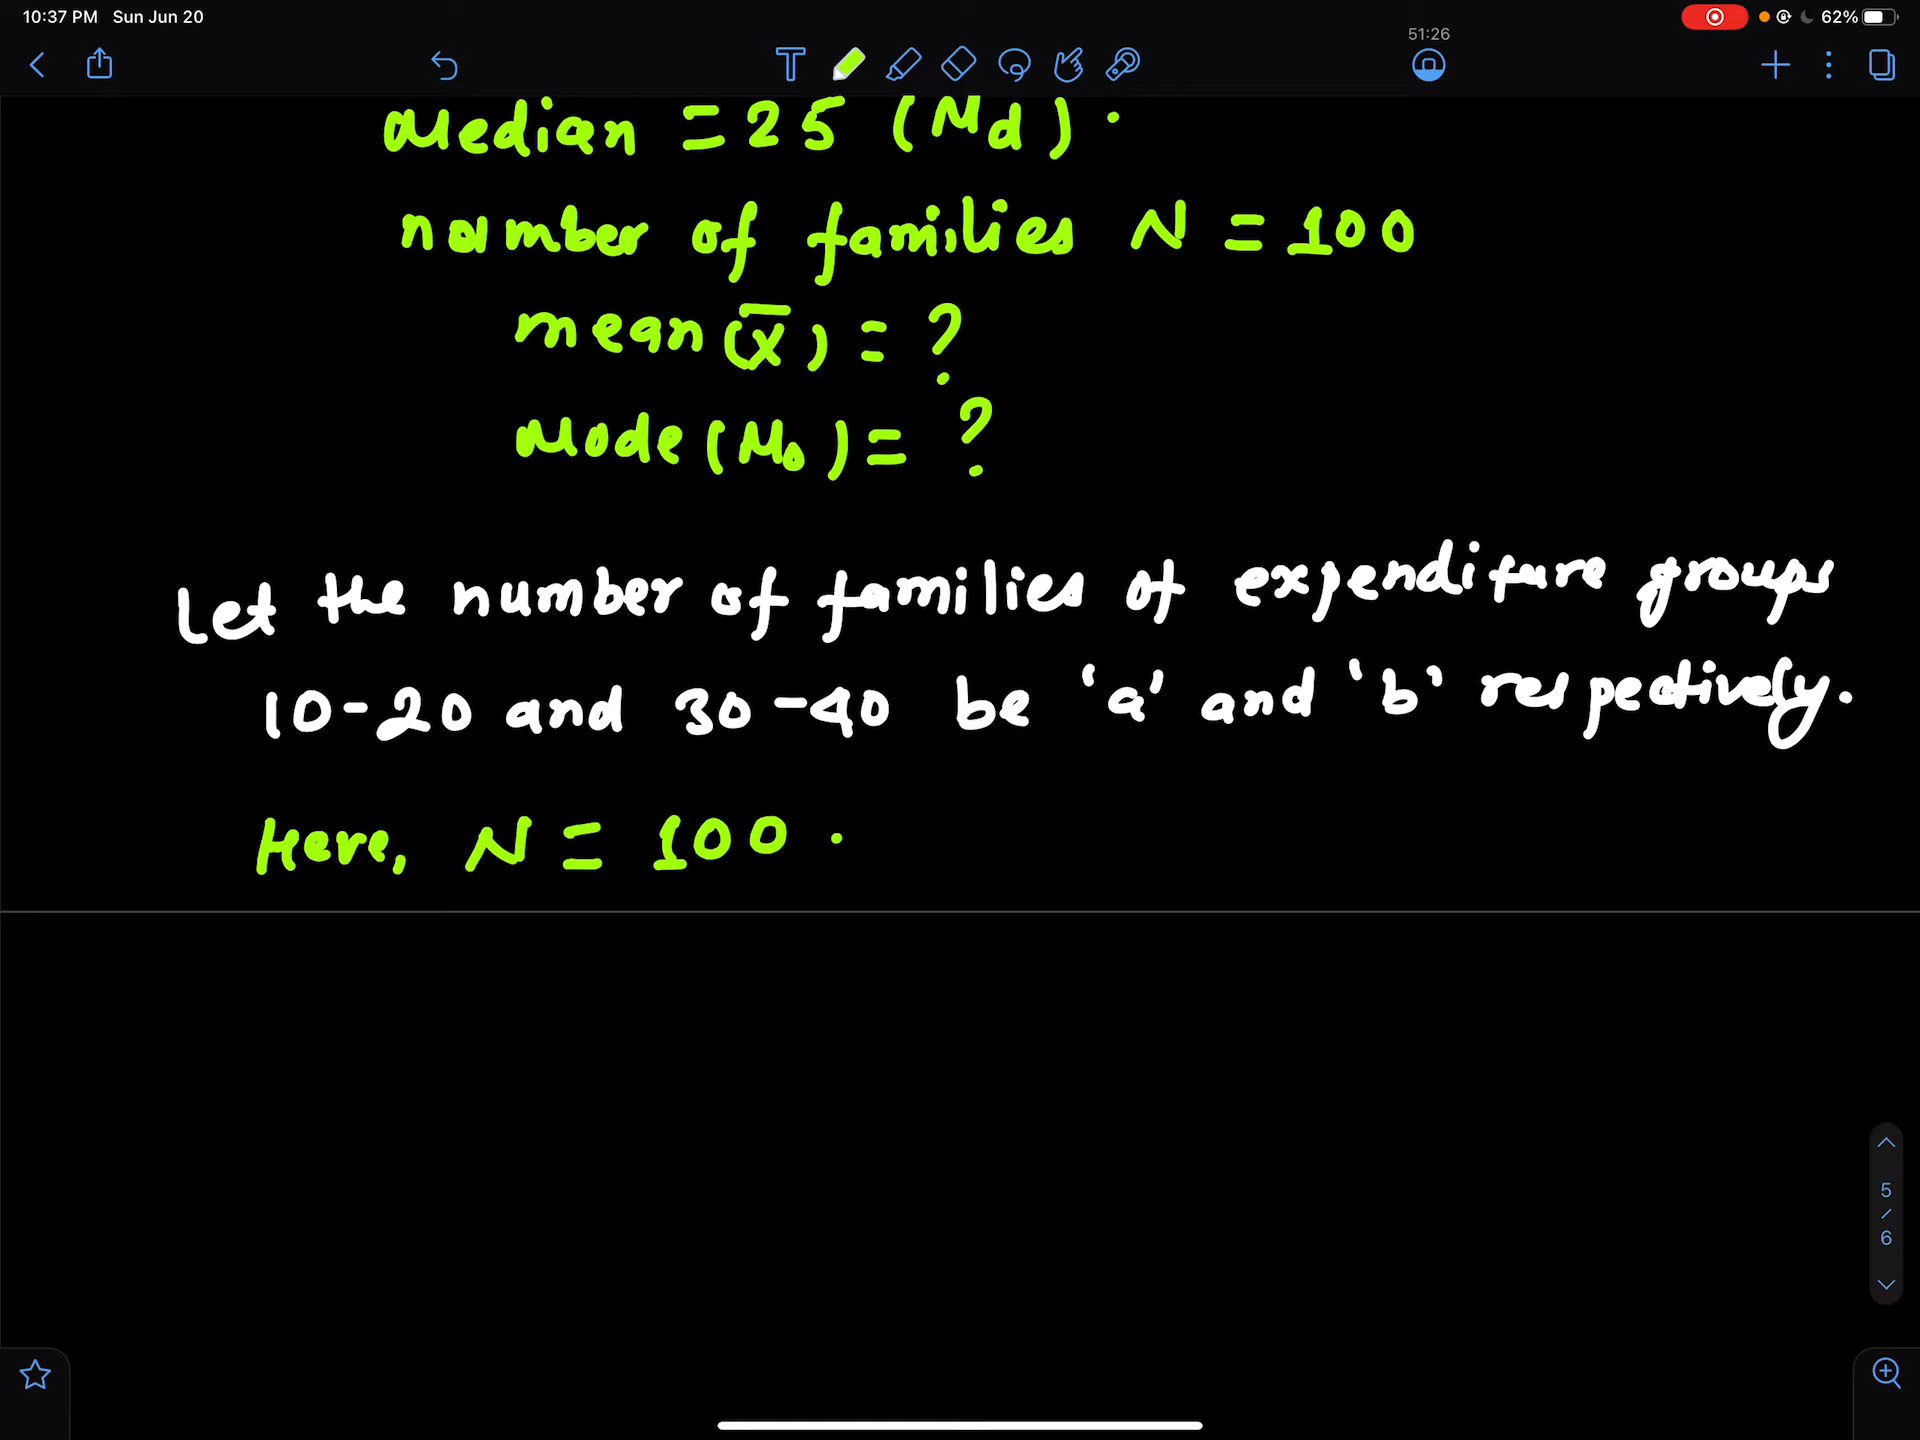 10:37 PM Sun Jun 20
62%
51:26
T
Median = 25 (Md).
number of families N = 100
mean (x̄) = ?
Mode (Mo) = ?
Let the number of families of expenditure groups
10-20 and 30-40 be 'a' and 'b' respectively.
Here, N = 100.
5
/
6